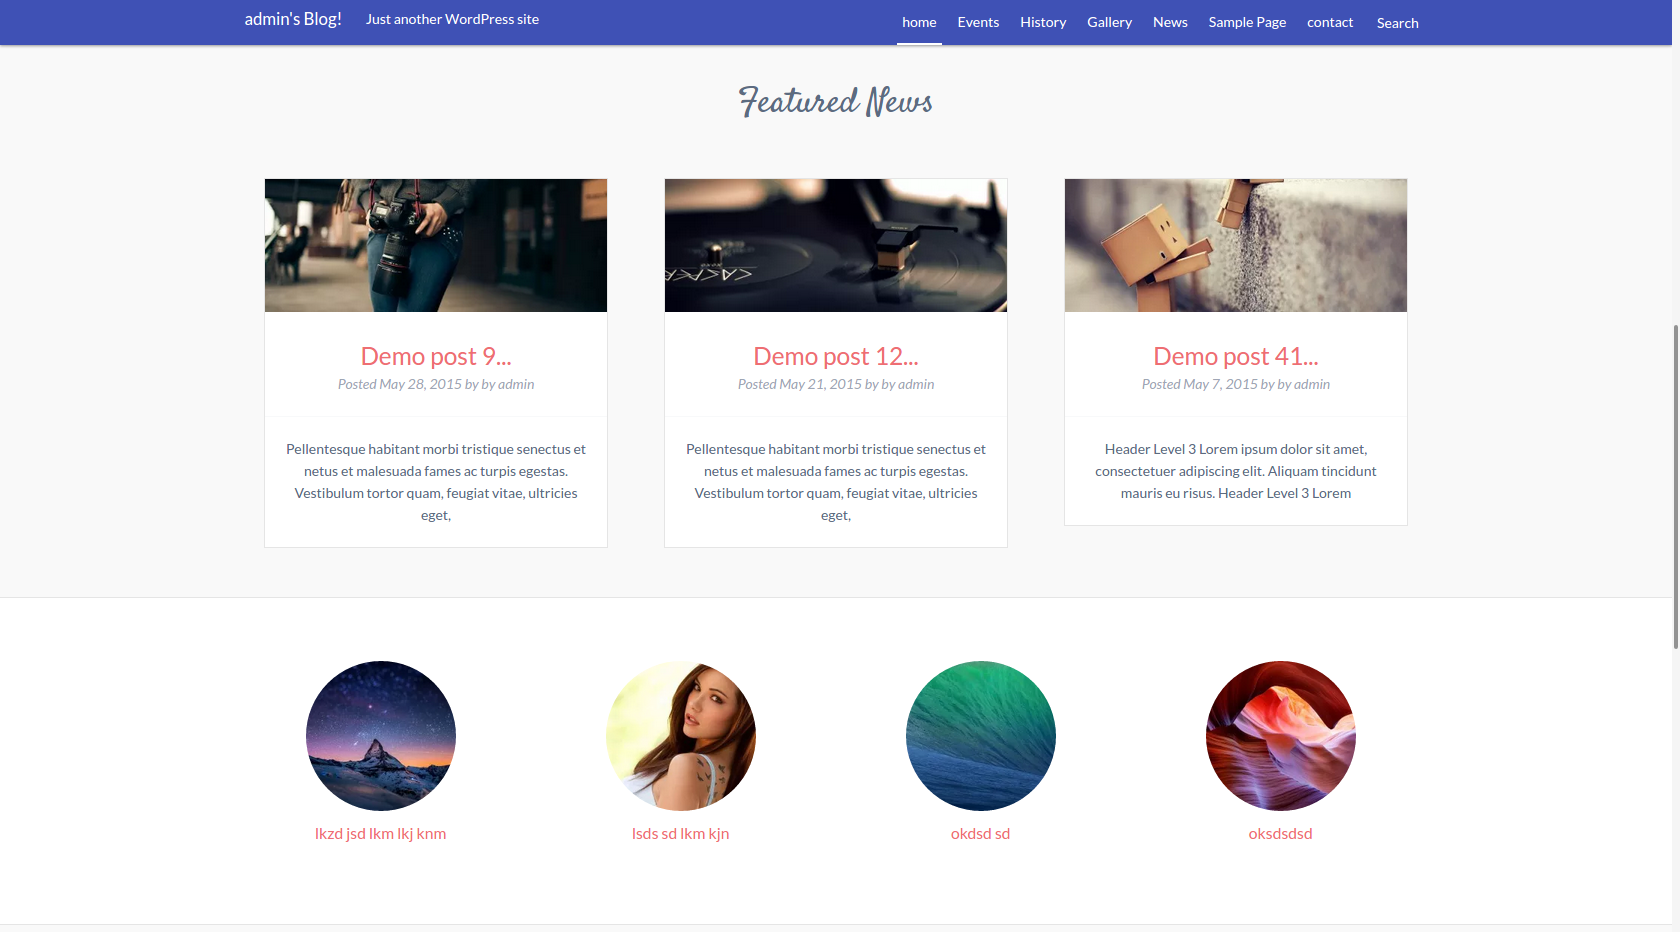 admin's Blog! Just another WordPress site home Events History Gallery News Sample Page contact Search
Featured News
Demo post 9...
Posted May 28, 2015 by by admin
Pellentesque habitant morbi tristique senectus et
netus et malesuada fames ac turpis egestas.
Vestibulum tortor quam, feugiat vitae, ultricies
eget,
Demo post 12...
Posted May 21, 2015 by by admin
Pellentesque habitant morbi tristique senectus et
netus et malesuada fames ac turpis egestas.
Vestibulum tortor quam, feugiat vitae, ultricies
eget,
Demo post 41...
Posted May 7, 2015 by by admin
Header Level 3 Lorem ipsum dolor sit amet,
consectetuer adipiscing elit. Aliquam tincidunt
mauris eu risus. Header Level 3 Lorem
lkzd jsd lkm lkj knm
lsds sd lkm kjn
okdsd sd
oksdsdsd